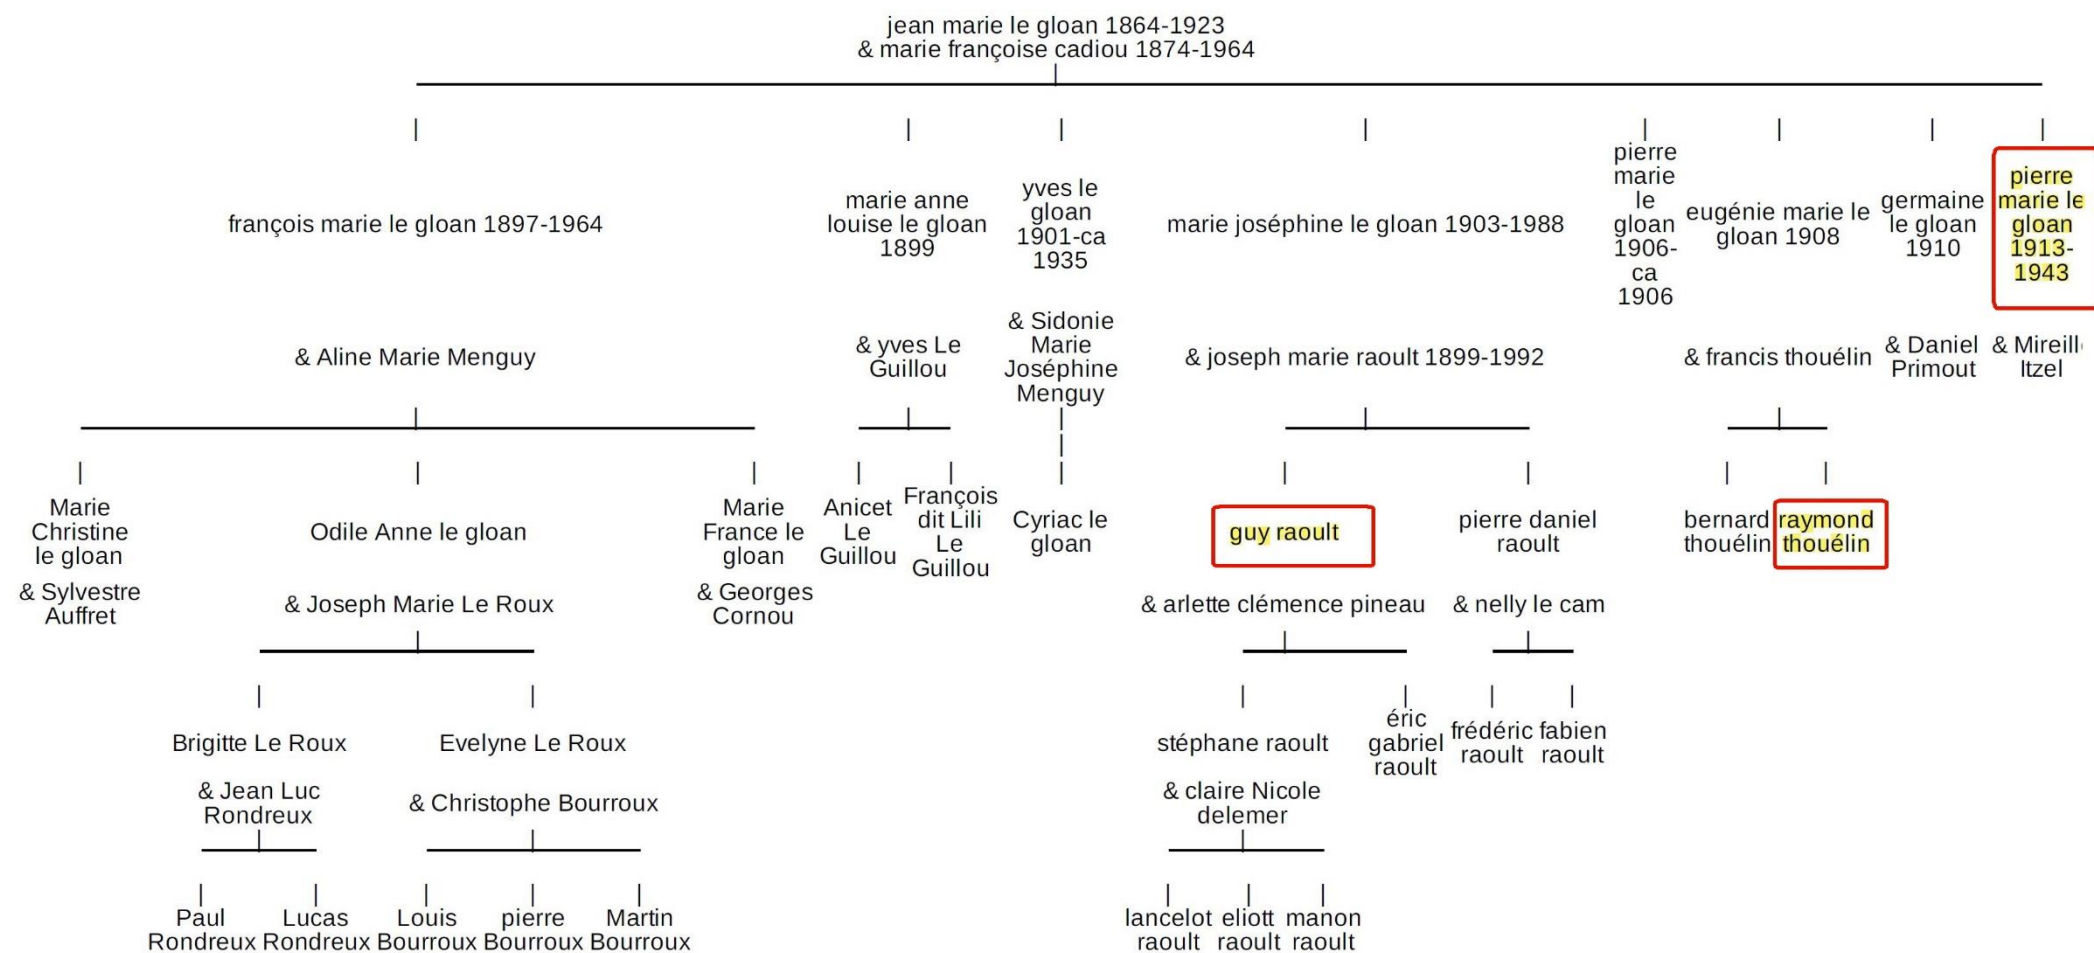 jean marie le gloan 1864-1923
& marie françoise cadiou 1874-1964
françois marie le gloan 1897-1964
marie anne
louise le gloan
1899
yves le
gloan
1901-ca
1935
marie joséphine le gloan 1903-1988
pierre
marie
le
gloan
1906-
ca
1906
eugénie marie le
gloan 1908
germaine
le gloan
1910
pierre
marie le
gloan
1913-
1943
& Aline Marie Menguy
& yves Le
Guillou
& Sidonie
Marie
Joséphine
Menguy
& joseph marie raoult 1899-1992
& francis thouélin
& Daniel
Primout
& Mireill
Itzel
Marie
Christine
le gloan
Odile Anne le gloan
Marie
France le
gloan
Anicet
Le
Guillou
François
dit Lili
Le
Guillou
Cyriac le
gloan
guy raoult
pierre daniel
raoult
bernard
thouélin
raymond
thouélin
& Sylvestre
Auffret
& Joseph Marie Le Roux
& Georges
Cornou
& arlette clémence pineau
& nelly le cam
Brigitte Le Roux
Evelyne Le Roux
stéphane raoult
éric
gabriel
raoult
frédéric
raoult
fabien
raoult
& Jean Luc
Rondreux
& Christophe Bourroux
& claire Nicole
delemer
Paul
Rondreux
Lucas
Rondreux
Louis
Bourroux
pierre
Bourroux
Martin
Bourroux
lancelot
raoult
eliott
raoult
manon
raoult